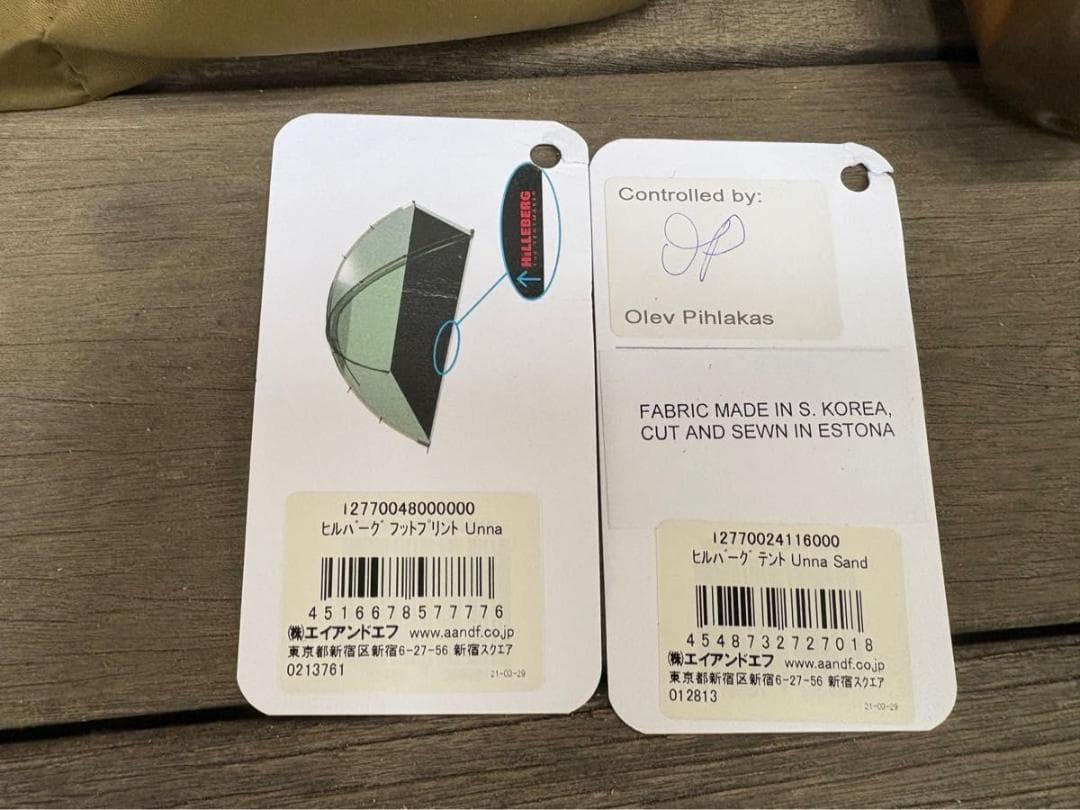 HILLEBERG
THE TENTMAKER
12770048000000
ヒルバーグ フットプリント Unna
4516678577776
㈱エイアンドエフ www.aandf.co.jp
東京都新宿区新宿6-27-56 新宿スクエア
0213761
21-03-29
Controlled by:
OP
Olev Pihlakas
FABRIC MADE IN S. KOREA,
CUT AND SEWN IN ESTONA
12770024116000
ヒルバーグ テント Unna Sand
4548732727018
㈱エイアンドエフ www.aandf.co.jp
東京都新宿区新宿6-27-56 新宿スクエア
012813
21-03-29